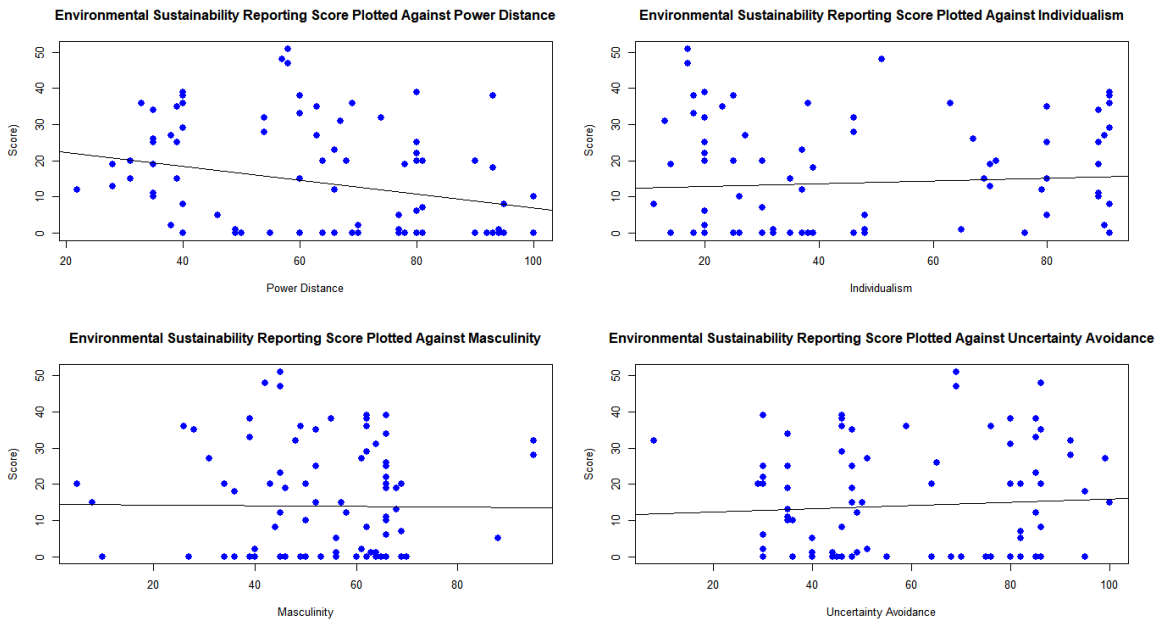 Environmental Sustainability Reporting Score Plotted Against Power Distance
Score)
50
40
30
20
10
0
20 40 60 80 100
Power Distance
Environmental Sustainability Reporting Score Plotted Against Individualism
Score)
50
40
30
20
10
0
20 40 60 80
Individualism
Environmental Sustainability Reporting Score Plotted Against Masculinity
Score)
50
40
30
20
10
0
20 40 60 80
Masculinity
Environmental Sustainability Reporting Score Plotted Against Uncertainty Avoidance
Score)
50
40
30
20
10
0
20 40 60 80 100
Uncertainty Avoidance